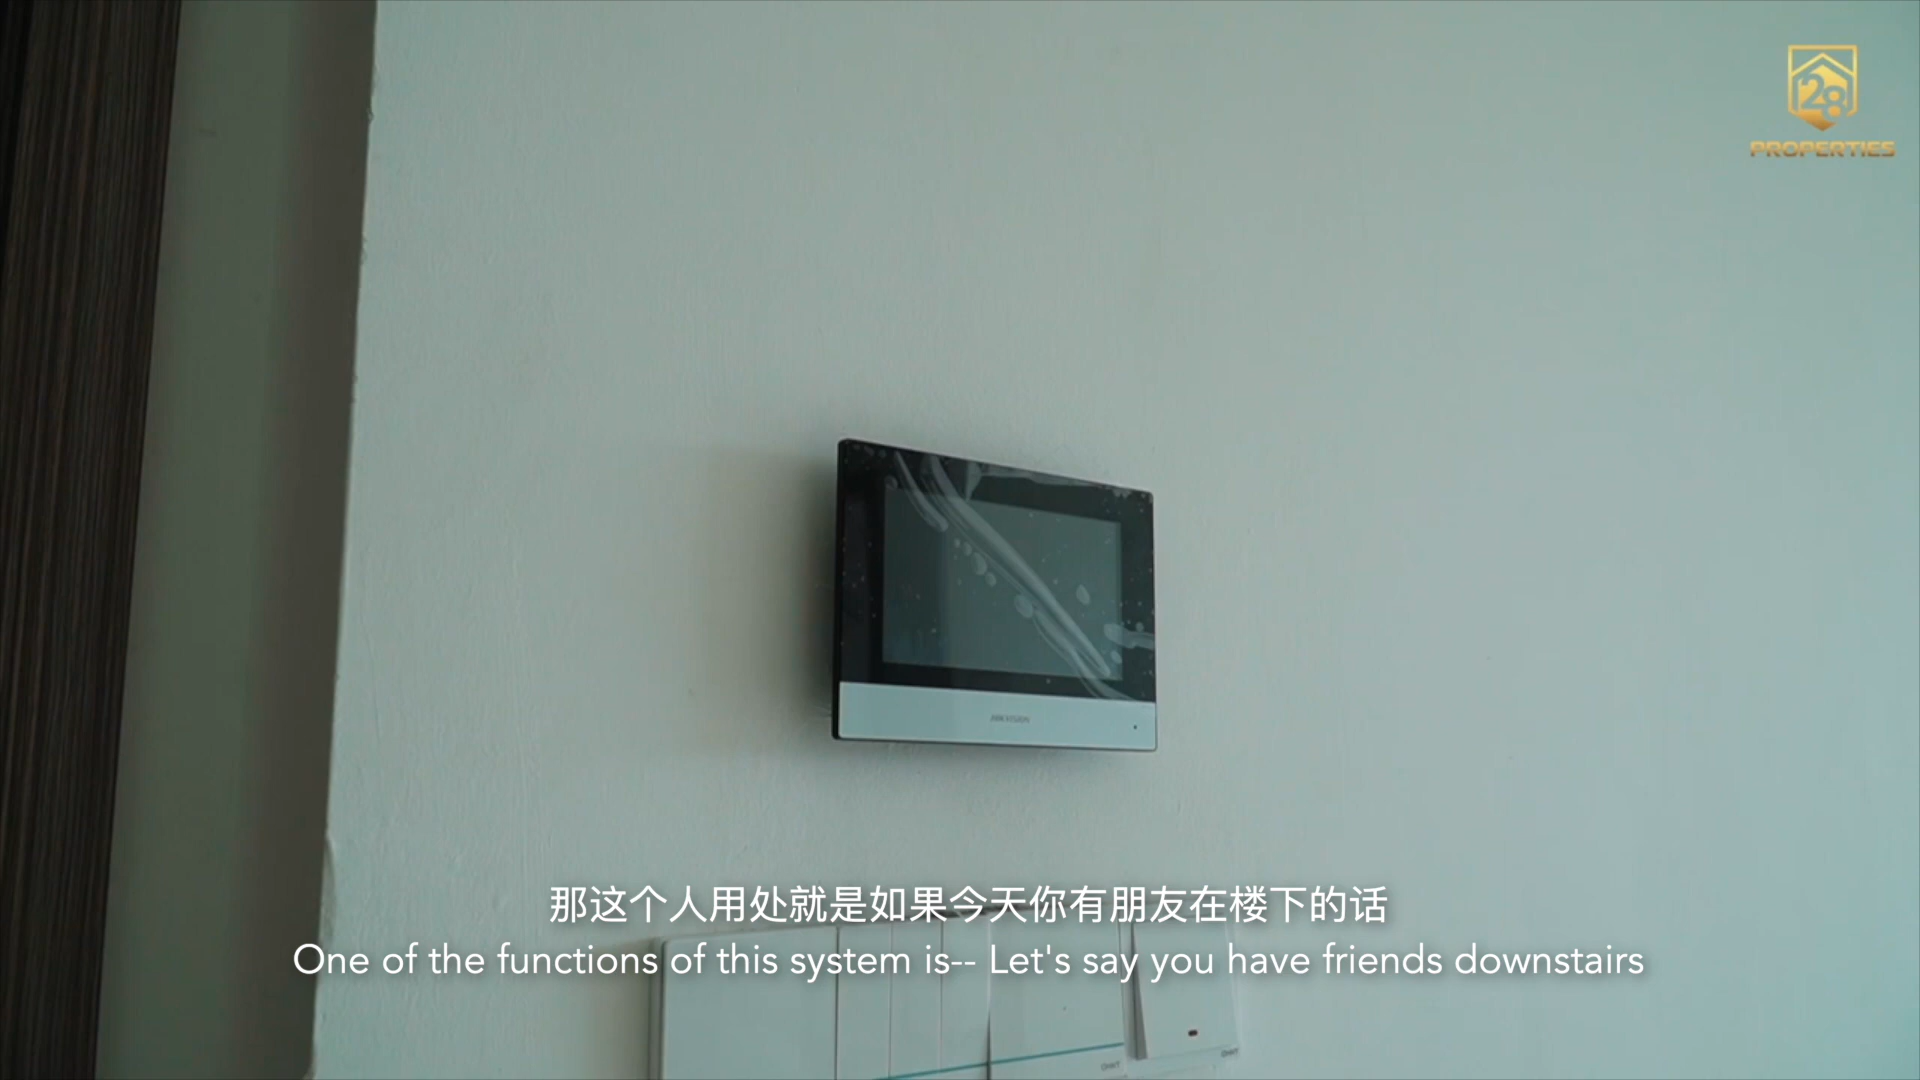 28
PROPERTIES
HIKVISION
那这个人用处就是如果今天你有朋友在楼下的话
One of the functions of this system is-- Let's say you have friends downstairs